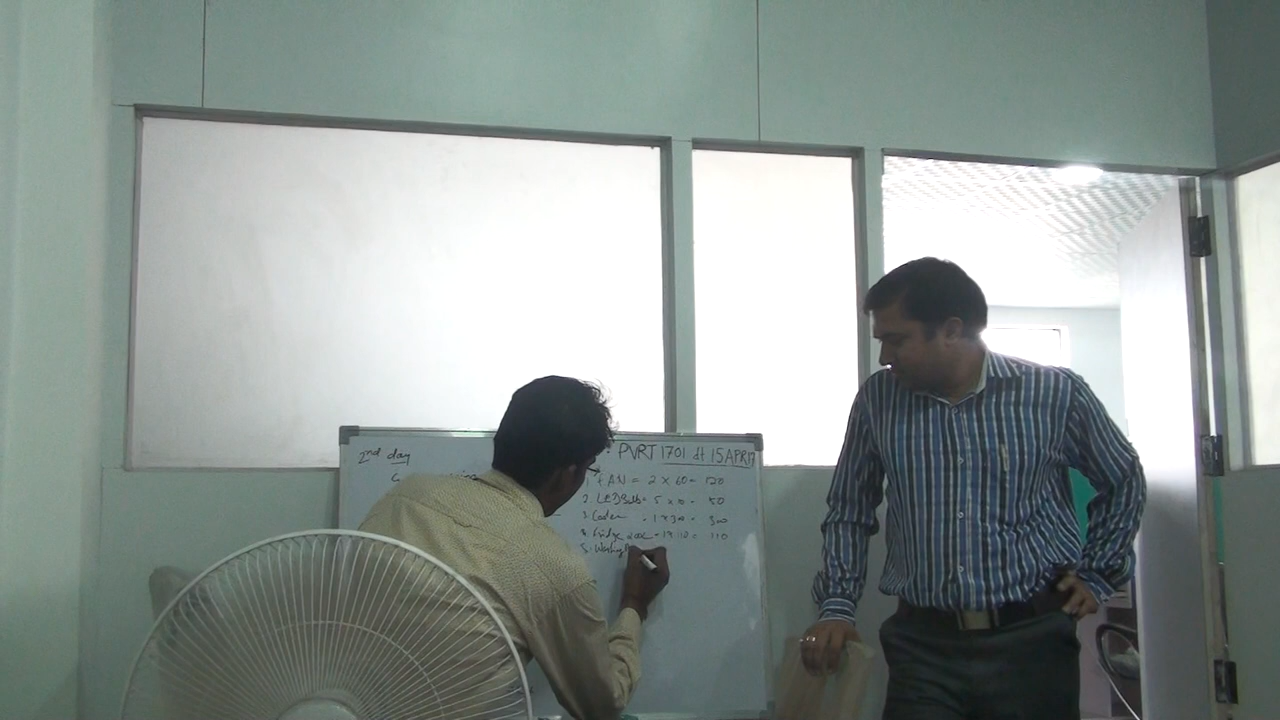 2nd day
PVRT 1701 dt 15APR17
1. FAN = 2 x 60 = 120
2. LED Bulb = 5 x 10 = 50
3. Cooler = 1 x 300 = 300
4. Fridge = 1x 110 = 110
5. Washing